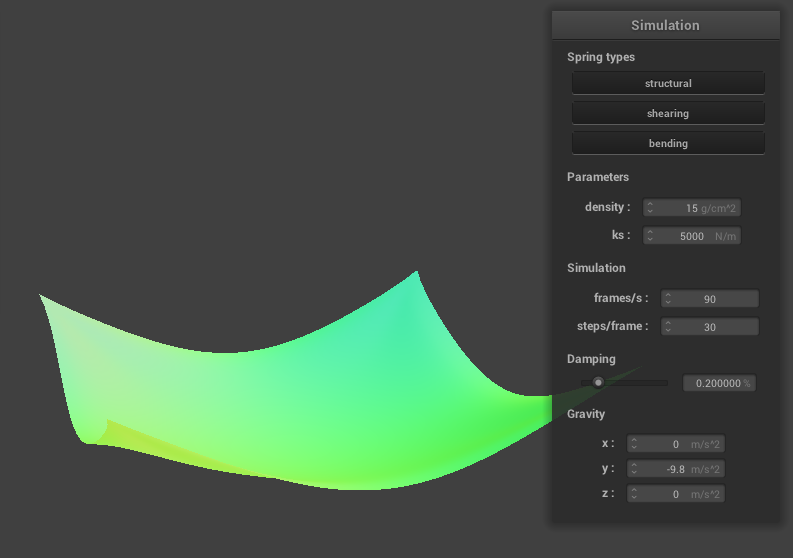 Simulation
Spring types
structural
shearing
bending
Parameters
density : 15 g/cm^2
ks : 5000 N/m
Simulation
frames/s : 90
steps/frame : 30
Damping
0.200000 %
Gravity
x : 0 m/s^2
y : -9.8 m/s^2
z : 0 m/s^2